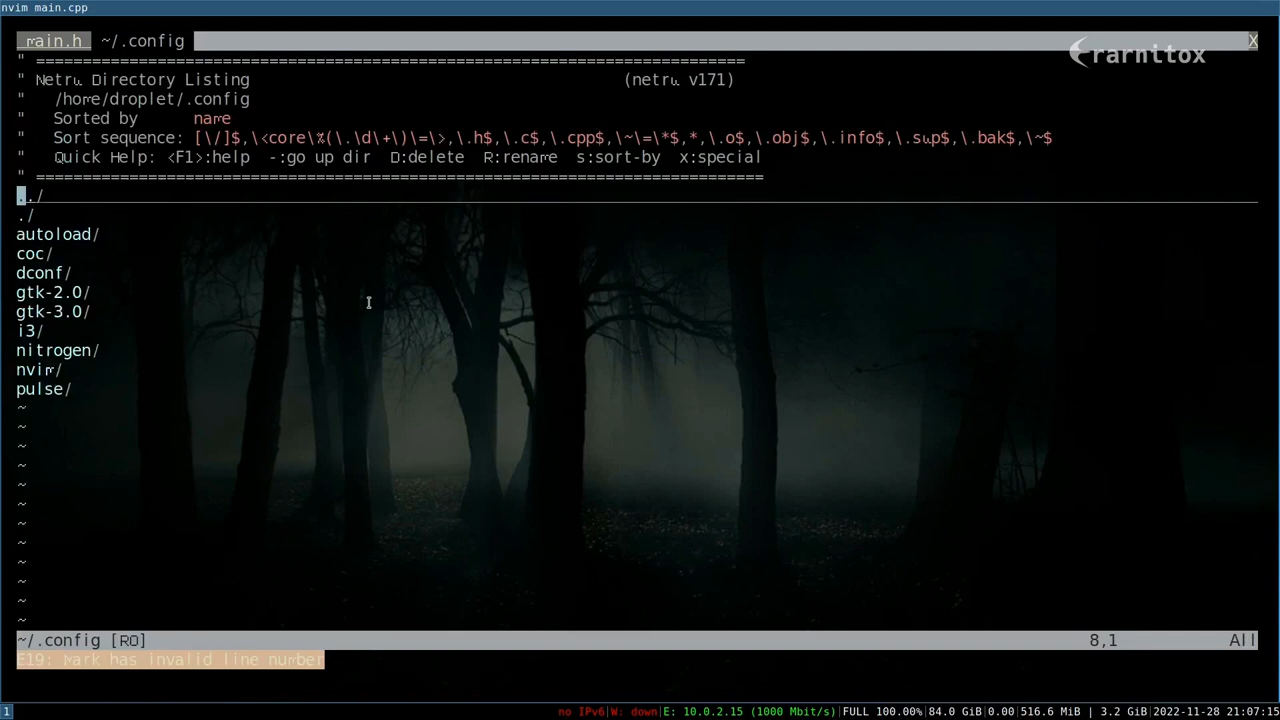 nvim main.cpp
main.h  ~/.config X
" ============================================================================
" Netrw Directory Listing (netrw v171)
"   /home/droplet/.config
"   Sorted by      name
"   Sort sequence: [\/]$,\<core\%(\.\d\+\)\=\>,\.h$,\.c$,\.cpp$,\~\=\*$,*,\.o$,\.obj$,\.info$,\.swp$,\.bak$,\~$
"   Quick Help: <F1>:help  -:go up dir  D:delete  R:rename  s:sort-by  x:special
" ==============================================================================
../
./
autoload/
coc/
dconf/
gtk-2.0/
gtk-3.0/
i3/
nitrogen/
nvim/
pulse/
~
~
~
~
~
~
~
~
~
~
~
~
~/.config [RO] 8,1 All
E19: Mark has invalid line number
1 no IPv6|W: down|E: 10.0.2.15 (1000 Mbit/s)|FULL 100.00%|84.0 GiB|0.00|516.6 MiB | 3.2 GiB|2022-11-28 21:07:15